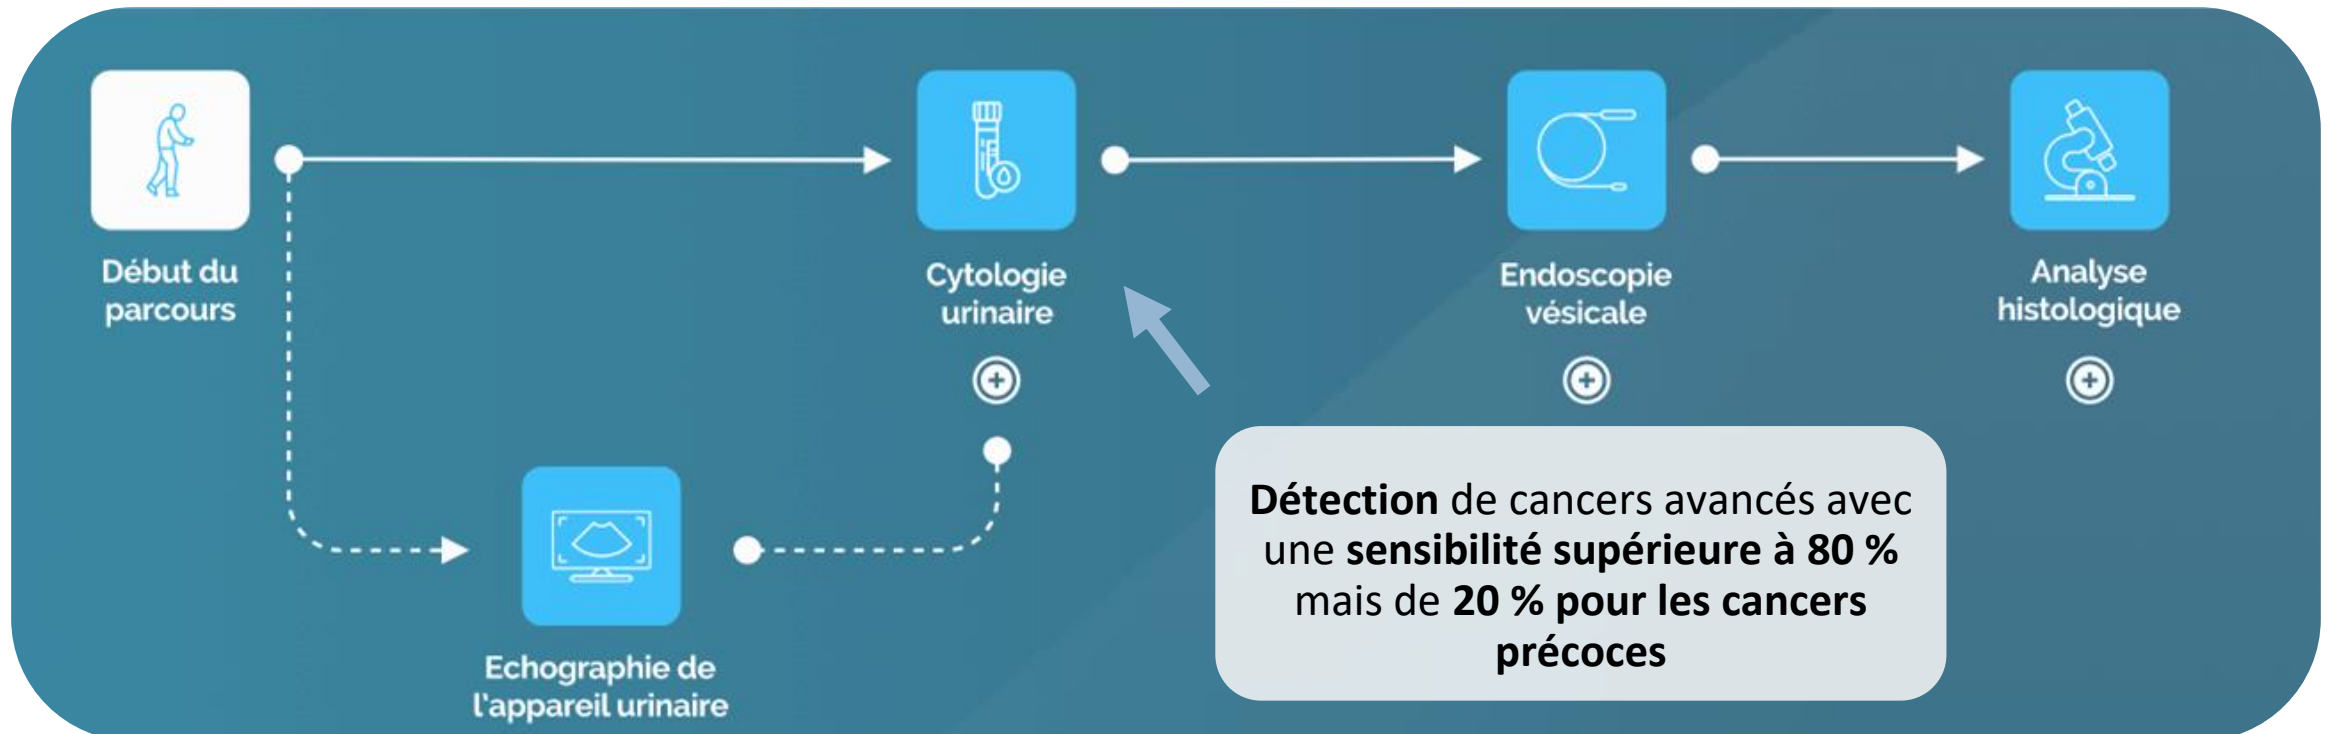 Début du
parcours
Cytologie
urinaire
Endoscopie
vésicale
Analyse
histologique
Echographie de
l'appareil urinaire
Détection de cancers avancés avec
une sensibilité supérieure à 80 %
mais de 20 % pour les cancers
précoces